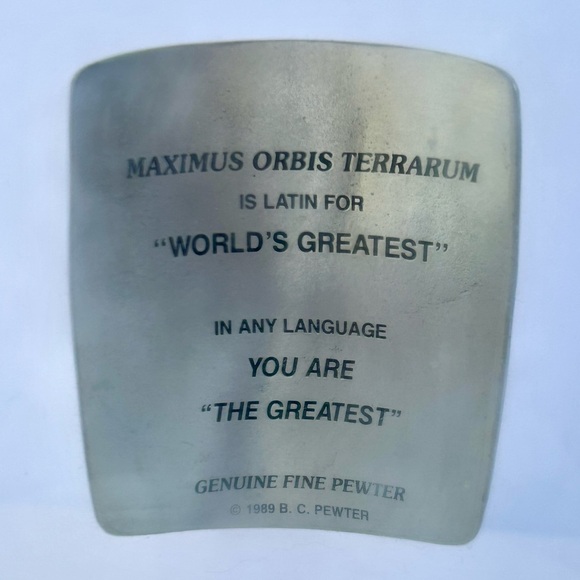 MAXIMUS ORBIS TERRARUM
IS LATIN FOR
“WORLD’S GREATEST”
IN ANY LANGUAGE
YOU ARE
“THE GREATEST”
GENUINE FINE PEWTER
© 1989 B. C. PEWTER